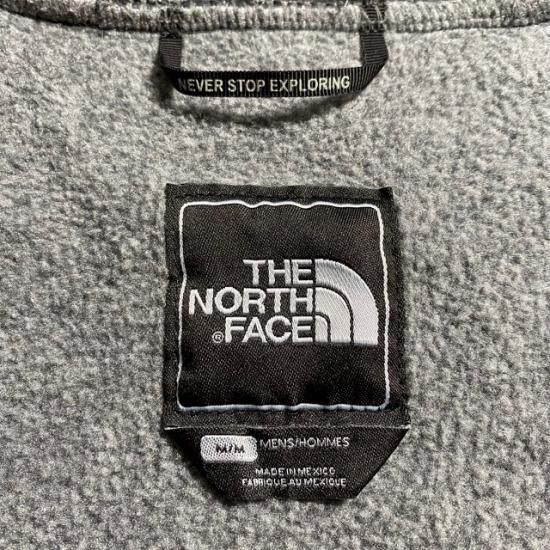 NEVER STOP EXPLORING
THE
NORTH
® FACE
M/M MENS/HOMMES
MADE IN MEXICO
FABRIQUE AU MEXIQUE